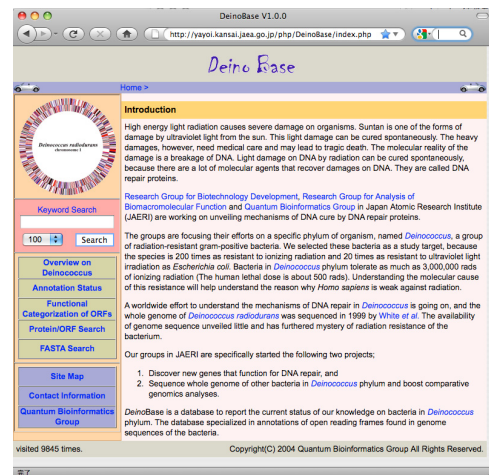 DeinoBase V1.0.0
http://yayoi.kansai.jaea.go.jp/php/DeinoBase/index.php
Deino Base
Home >
Deinococcus radiodurans
chromosome 1
Keyword Search
100
Search
Overview on
Deinococcus
Annotation Status
Functional
Categorization of ORFs
Protein/ORF Search
FASTA Search
Site Map
Contact Information
Quantum Bioinformatics
Group
Introduction
High energy light radiation causes severe damage on organisms. Suntan is one of the forms of
damage by ultraviolet light from the sun. This light damage can be cured spontaneously. The heavy
damages, however, need medical care and may lead to tragic death. The molecular reality of the
damage is a breakage of DNA. Light damage on DNA by radiation can be cured spontaneously,
because there are a lot of molecular agents that recover damages on DNA. They are called DNA
repair proteins.
Research Group for Biotechnology Development, Research Group for Analysis of
Biomacromolecular Function and Quantum Bioinformatics Group in Japan Atomic Research Institute
(JAERI) are working on unveiling mechanisms of DNA cure by DNA repair proteins.
The groups are focusing their efforts on a specific phylum of organism, named Deinococcus, a group
of radiation-resistant gram-positive bacteria. We selected these bacteria as a study target, because
the species is 200 times as resistant to ionizing radiation and 20 times as resistant to ultraviolet light
irradiation as Escherichia coli. Bacteria in Deinococcus phylum tolerate as much as 3,000,000 rads
of ionizing radiation (The human lethal dose is about 500 rads). Understanding the molecular cause
of this resistance will help understand the reason why Homo sapiens is weak against radiation.
A worldwide effort to understand the mechanisms of DNA repair in Deinococcus is going on, and the
whole genome of Deinococcus radiodurans was sequenced in 1999 by White et al. The availability
of genome sequence unveiled little and has furthered mystery of radiation resistance of the
bacterium.
Our groups in JAERI are specifically started the following two projects;
1. Discover new genes that function for DNA repair, and
2. Sequence whole genome of other bacteria in Deinococcus phylum and boost comparative
genomics analyses.
DeinoBase is a database to report the current status of our knowledge on bacteria in Deinococcus
phylum. The database specialized in annotations of open reading frames found in genome
sequences of the bacteria.
visited 9845 times.
Copyright(C) 2004 Quantum Bioinformatics Group All Rights Reserved.
完了